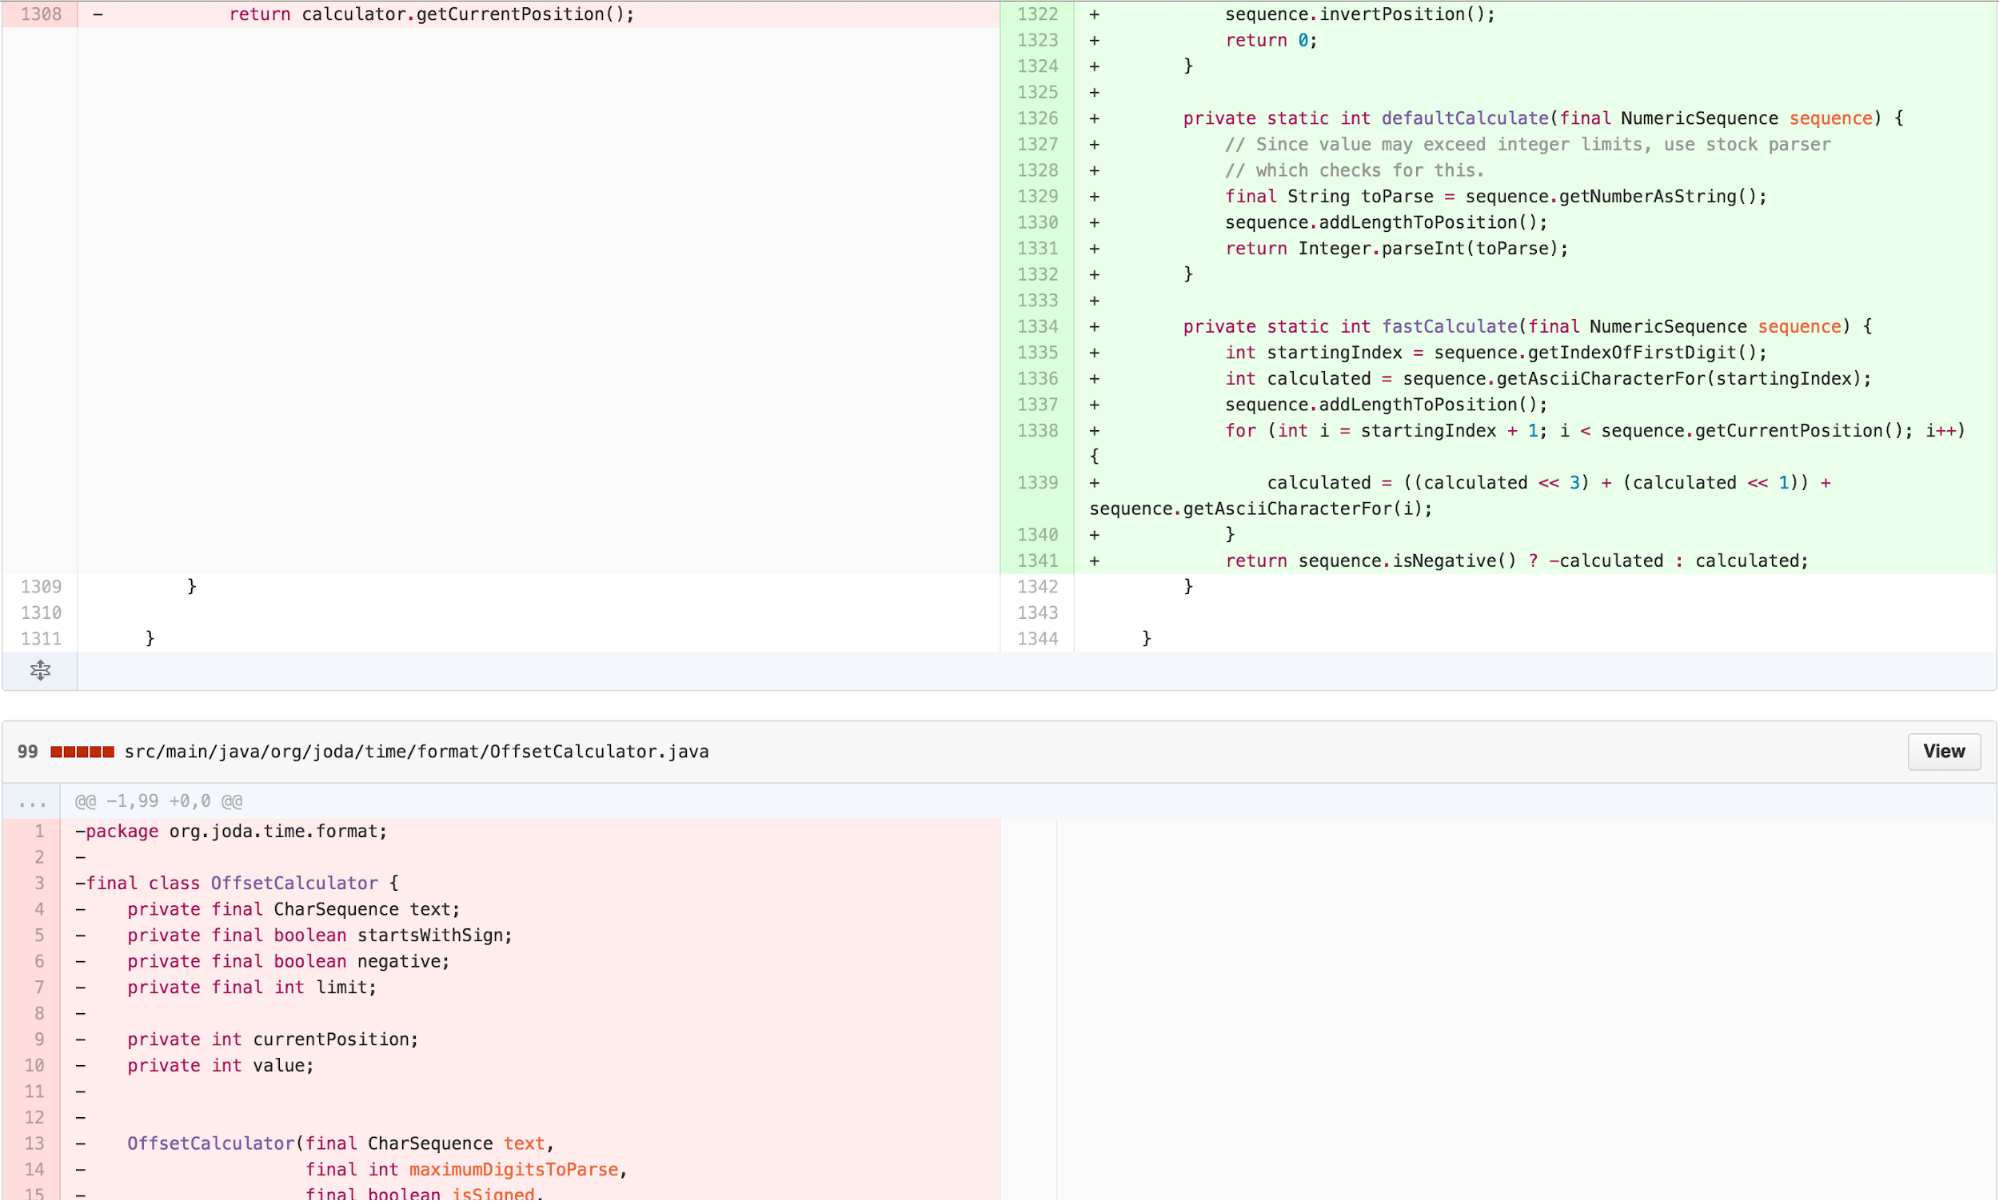 1308 -             return calculator.getCurrentPosition();
1309         }
1310
1311     }
1322 +             sequence.invertPosition();
1323 +             return 0;
1324 +         }
1325 +
1326 +         private static int defaultCalculate(final NumericSequence sequence) {
1327 +             // Since value may exceed integer limits, use stock parser
1328 +             // which checks for this.
1329 +             final String toParse = sequence.getNumberAsString();
1330 +             sequence.addLengthToPosition();
1331 +             return Integer.parseInt(toParse);
1332 +         }
1333 +
1334 +         private static int fastCalculate(final NumericSequence sequence) {
1335 +             int startingIndex = sequence.getIndexOfFirstDigit();
1336 +             int calculated = sequence.getAsciiCharacterFor(startingIndex);
1337 +             sequence.addLengthToPosition();
1338 +             for (int i = startingIndex + 1; i < sequence.getCurrentPosition(); i++)
{
1339 +                 calculated = ((calculated << 3) + (calculated << 1)) +
sequence.getAsciiCharacterFor(i);
1340 +             }
1341 +             return sequence.isNegative() ? -calculated : calculated;
1342         }
1343
1344     }
99 src/main/java/org/joda/time/format/OffsetCalculator.java View
... @@ -1,99 +0,0 @@
1 -package org.joda.time.format;
2 -
3 -final class OffsetCalculator {
4 -    private final CharSequence text;
5 -    private final boolean startsWithSign;
6 -    private final boolean negative;
7 -    private final int limit;
8 -
9 -    private int currentPosition;
10 -    private int value;
11 -
12 -
13 -    OffsetCalculator(final CharSequence text,
14 -                     final int maximumDigitsToParse,
15 -                     final boolean isSigned,